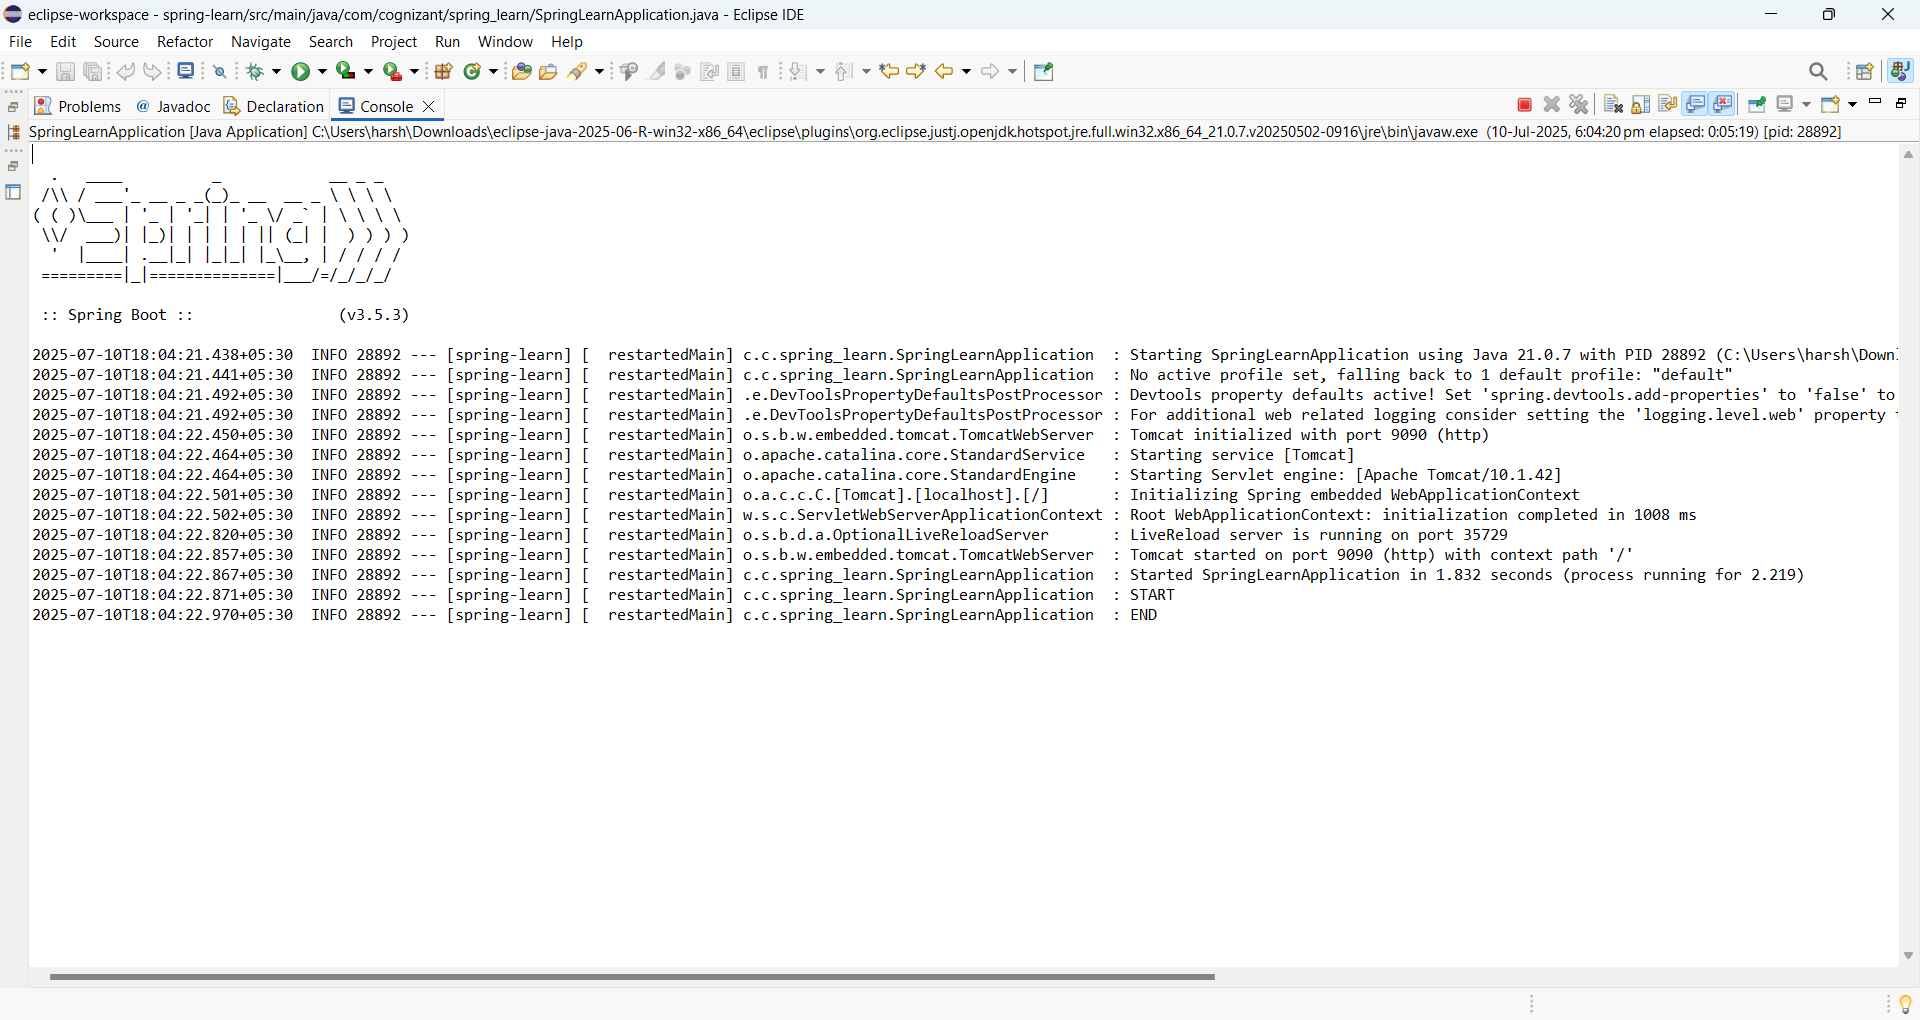 eclipse-workspace - spring-learn/src/main/java/com/cognizant/spring_learn/SpringLearnApplication.java - Eclipse IDE
File Edit Source Refactor Navigate Search Project Run Window Help
Problems @ Javadoc Declaration Console
SpringLearnApplication [Java Application] C:\Users\harsh\Downloads\eclipse-java-2025-06-R-win32-x86_64\eclipse\plugins\org.eclipse.justj.openjdk.hotspot.jre.full.win32.x86_64_21.0.7.v20250502-0916\jre\bin\javaw.exe (10-Jul-2025, 6:04:20 pm elapsed: 0:05:19) [pid: 28892]
  .   ____          _            __ _ _
 /\\ / ___'_ __ _ _(_)_ __  __ _ \ \ \ \
( ( )\___ | '_ | '_| | '_ \/ _` | \ \ \ \
 \\/  ___)| |_)| | | | | || (_| |  ) ) ) )
  '  |____| .__|_| |_|_| |_\__, | / / / /
 =========|_|==============|___/=/_/_/_/
:: Spring Boot ::                (v3.5.3)
2025-07-10T18:04:21.438+05:30  INFO 28892 --- [spring-learn] [  restartedMain] c.c.spring_learn.SpringLearnApplication  : Starting SpringLearnApplication using Java 21.0.7 with PID 28892 (C:\Users\harsh\Downl
2025-07-10T18:04:21.441+05:30  INFO 28892 --- [spring-learn] [  restartedMain] c.c.spring_learn.SpringLearnApplication  : No active profile set, falling back to 1 default profile: "default"
2025-07-10T18:04:21.492+05:30  INFO 28892 --- [spring-learn] [  restartedMain] .e.DevToolsPropertyDefaultsPostProcessor : Devtools property defaults active! Set 'spring.devtools.add-properties' to 'false' to
2025-07-10T18:04:21.492+05:30  INFO 28892 --- [spring-learn] [  restartedMain] .e.DevToolsPropertyDefaultsPostProcessor : For additional web related logging consider setting the 'logging.level.web' property
2025-07-10T18:04:22.450+05:30  INFO 28892 --- [spring-learn] [  restartedMain] o.s.b.w.embedded.tomcat.TomcatWebServer  : Tomcat initialized with port 9090 (http)
2025-07-10T18:04:22.464+05:30  INFO 28892 --- [spring-learn] [  restartedMain] o.apache.catalina.core.StandardService   : Starting service [Tomcat]
2025-07-10T18:04:22.464+05:30  INFO 28892 --- [spring-learn] [  restartedMain] o.apache.catalina.core.StandardEngine    : Starting Servlet engine: [Apache Tomcat/10.1.42]
2025-07-10T18:04:22.501+05:30  INFO 28892 --- [spring-learn] [  restartedMain] o.a.c.c.C.[Tomcat].[localhost].[/]       : Initializing Spring embedded WebApplicationContext
2025-07-10T18:04:22.502+05:30  INFO 28892 --- [spring-learn] [  restartedMain] w.s.c.ServletWebServerApplicationContext : Root WebApplicationContext: initialization completed in 1008 ms
2025-07-10T18:04:22.820+05:30  INFO 28892 --- [spring-learn] [  restartedMain] o.s.b.d.a.OptionalLiveReloadServer       : LiveReload server is running on port 35729
2025-07-10T18:04:22.857+05:30  INFO 28892 --- [spring-learn] [  restartedMain] o.s.b.w.embedded.tomcat.TomcatWebServer  : Tomcat started on port 9090 (http) with context path '/'
2025-07-10T18:04:22.867+05:30  INFO 28892 --- [spring-learn] [  restartedMain] c.c.spring_learn.SpringLearnApplication  : Started SpringLearnApplication in 1.832 seconds (process running for 2.219)
2025-07-10T18:04:22.871+05:30  INFO 28892 --- [spring-learn] [  restartedMain] c.c.spring_learn.SpringLearnApplication  : START
2025-07-10T18:04:22.970+05:30  INFO 28892 --- [spring-learn] [  restartedMain] c.c.spring_learn.SpringLearnApplication  : END